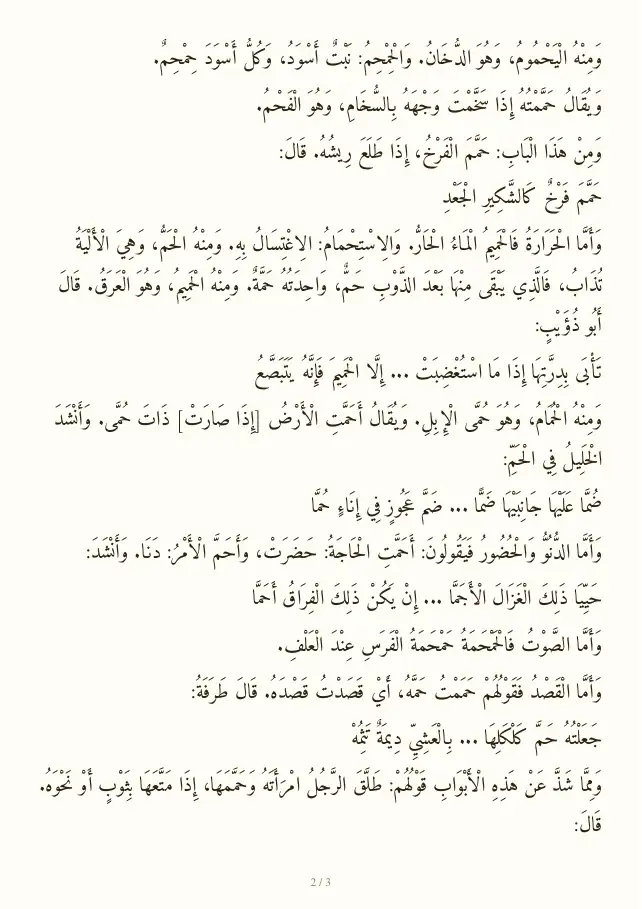 وَمِنْهُ الْيَحْمُومُ، وَهُوَ الدُّخَانُ. وَالْحِمْحِمُ: نَبْتٌ أَسْوَدُ، وَكُلُّ أَسْوَدَ حِمْحِمٌ.
وَيُقَالُ حَمَّمْتُهُ إِذَا سَخَّمْتَ وَجْهَهُ بِالسُّخَامِ، وَهُوَ الْفَحْمُ.
وَمِنْ هَذَا الْبَابِ: حَمَّمَ الْفَرْخُ، إِذَا طَلَعَ رِيشُهُ. قَالَ:
حَمَّمَ فَرْخٌ كَالشَّكِيرِ الْجَعْدِ
وَأَمَّا الْحَرَارَةُ فَالْحَمِيمُ الْمَاءُ الْحَارُّ. وَالِاسْتِحْمَامُ: الِاغْتِسَالُ بِهِ. وَمِنْهُ الْحَمُّ، وَهِيَ الْأَلْيَةُ
تُذَابُ، فَالَّذِي يَبْقَى مِنْهَا بَعْدَ الذَّوْبِ حَمٌّ، وَاحِدَتُهُ حَمَّةٌ. وَمِنْهُ الْحَمِيمُ، وَهُوَ الْعَرَقُ. قَالَ
أَبُو ذُؤَيْبٍ:
تَأْبَى بِدِرَّتِهَا إِذَا مَا اسْتُغْضِبَتْ ... إِلَّا الْحَمِيمَ فَإِنَّهُ يَتَبَصَّعُ
وَمِنْهُ الْحُمَامُ، وَهُوَ حُمَّى الْإِبِلِ. وَيُقَالُ أَحَمَّتِ الْأَرْضُ [إِذَا صَارَتْ] ذَاتَ حُمَّى. وَأَنْشَدَ
الْخَلِيلُ فِي الْحَمِّ:
ضُمَّا عَلَيْهَا جَانِبَيْهَا ضَمًّا ... ضَمَّ عَجُوزٍ فِي إِنَاءٍ حُمَّا
وَأَمَّا الدُّنُوُّ وَالْحُضُورُ فَيَقُولُونَ: أَحَمَّتِ الْحَاجَةُ: حَضَرَتْ، وَأَحَمَّ الْأَمْرُ: دَنَا. وَأَنْشَدَ:
حَيِّيَا ذَلِكَ الْغَزَالَ الْأَجَمَّا ... إِنْ يَكُنْ ذَلِكَ الْفِرَاقُ أَحَمَّا
وَأَمَّا الصَّوْتُ فَالْحَمْحَمَةُ حَمْحَمَةُ الْفَرَسِ عِنْدَ الْعَلْفِ.
وَأَمَّا الْقَصْدُ فَقَوْلُهُمْ حَمَمْتُ حَمَّهُ، أَيْ قَصَدْتُ قَصْدَهُ. قَالَ طَرَفَةُ:
جَعَلَتْهُ حَمَّ كَلْكَلِهَا ... بِالْعَشِيِّ دِيمَةٌ تَثِمُهْ
وَمِمَّا شَذَّ عَنْ هَذِهِ الْأَبْوَابِ قَوْلُهُمْ: طَلَّقَ الرَّجُلُ امْرَأَتَهُ وَحَمَّمَهَا، إِذَا مَتَّعَهَا بِثَوْبٍ أَوْ نَحْوِهُ.
قَالَ:
2 / 3